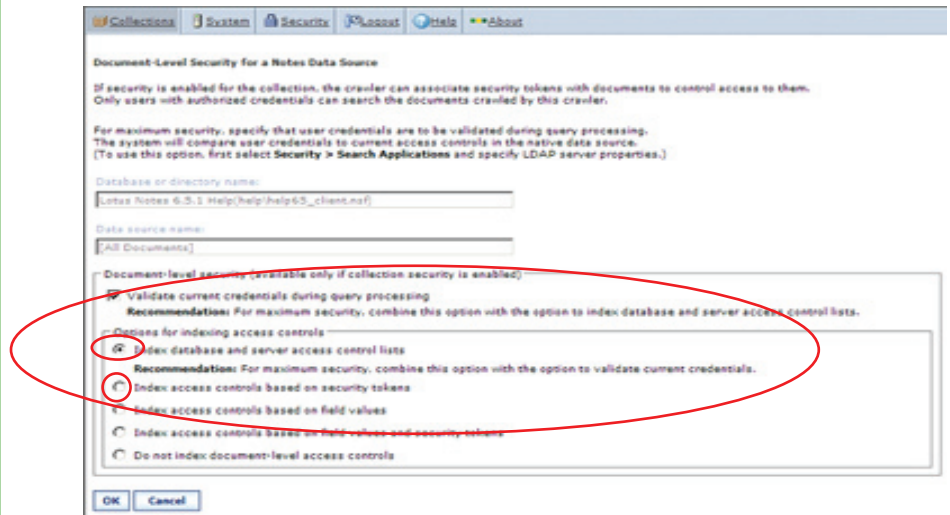 Collections System Security Logout Help About
Document-Level Security for a Notes Data Source
If security is enabled for the collection, the crawler can associate security tokens with documents to control access to them.
Only users with authorized credentials can search the documents crawled by this crawler.
For maximum security, specify that user credentials are to be validated during query processing.
The system will compare user credentials to current access controls in the native data source.
(To use this option, first select Security > Search Applications and specify LDAP server properties.)
Database or directory name:
Lotus Notes 6.5.1 Help(help\help65_client.nsf)
Data source name:
[All Documents]
Document-level security (available only if collection security is enabled)
Validate current credentials during query processing
Recommendation: For maximum security, combine this option with the option to index database and server access control lists.
Options for indexing access controls
Index database and server access control lists
Recommendation: For maximum security, combine this option with the option to validate current credentials.
Index access controls based on security tokens
Index access controls based on field values
Index access controls based on field values and security tokens
Do not index document-level access controls
OK Cancel